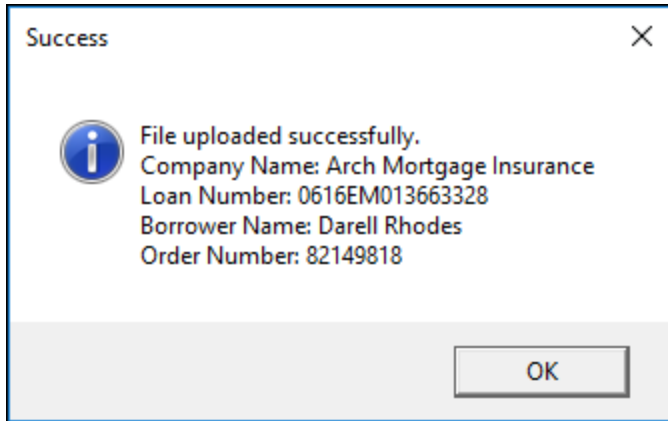 Success
File uploaded successfully.
Company Name: Arch Mortgage Insurance
Loan Number: 0616EM013663328
Borrower Name: Darell Rhodes
Order Number: 82149818
OK